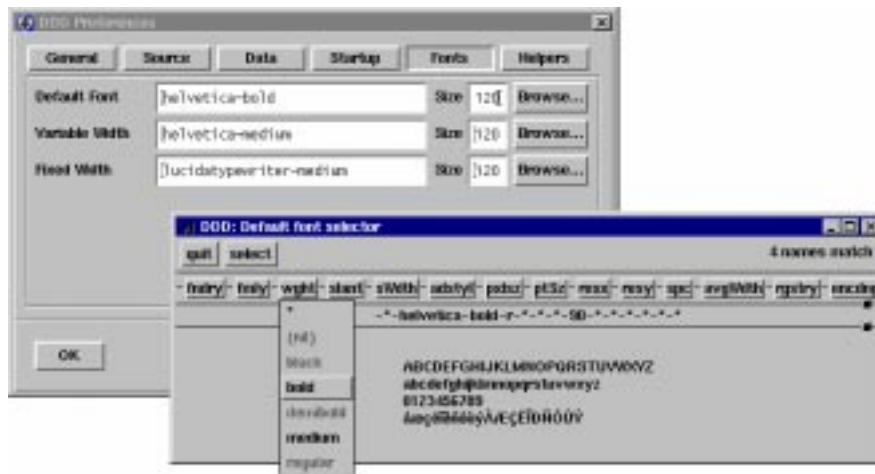 DDD Preferences
General Source Data Startup Fonts Helpers
Default Font helvetica-bold Size 120 Browse...
Variable Width helvetica-medium Size 120 Browse...
Fixed Width lucidatypewriter-medium Size 120 Browse...
DDD: Default font selector
quit select 4 names match
- fndry - fmly - wght - slant - sWdth - adstyl - pxlsz - ptSz - resx - resy - spc - avgWdth - rgstry - encdng
-*-helvetica-bold-r-*-*-*-90-*-*-*-*-*-*
*
(nil)
black
bold
demibold
medium
regular
OK
ABCDEFGHIJKLMNOPQRSTUVWXYZ
abcdefghijklmnopqrstuvwxyz
0123456789